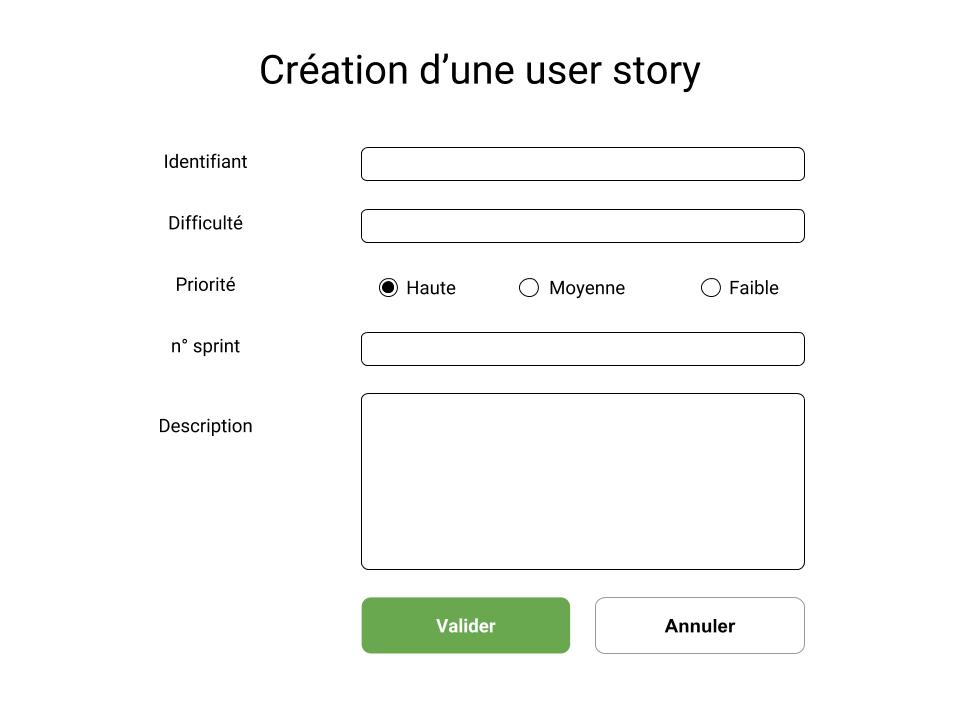 Création d’une user story
Identifiant
Difficulté
Priorité
Haute
Moyenne
Faible
n° sprint
Description
Valider
Annuler